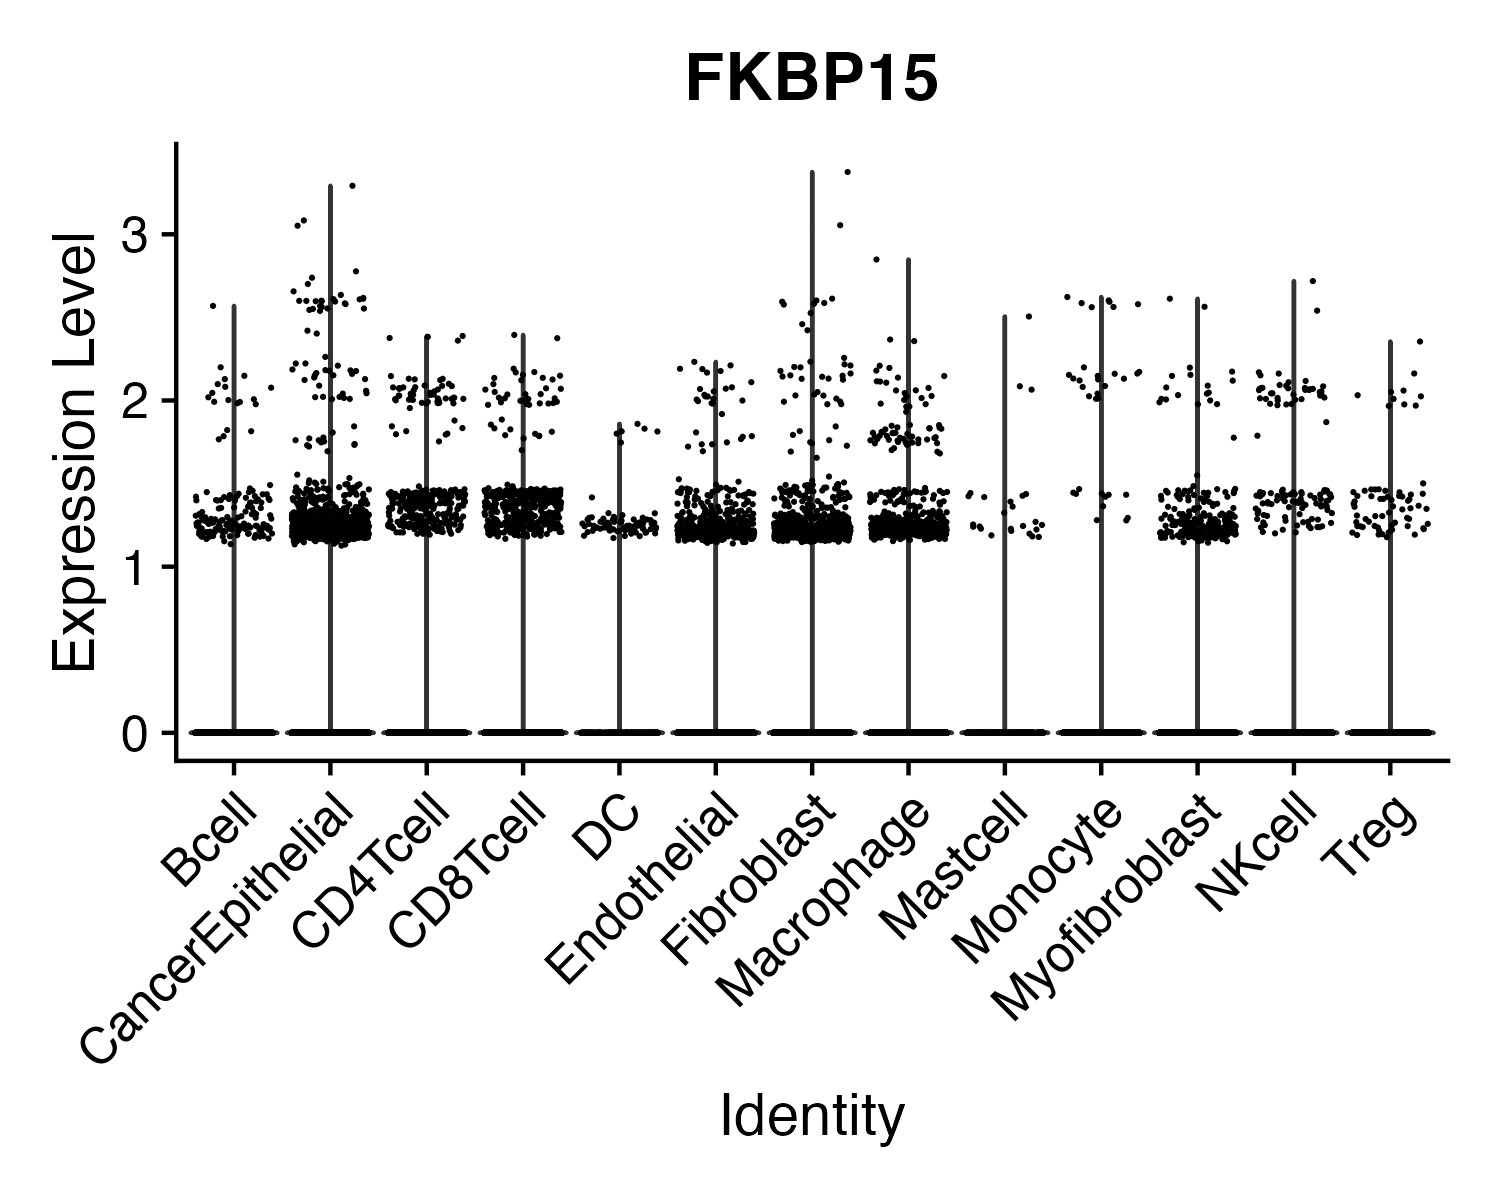 FKBP15
Expression Level
3
2
1
0
Bcell
CancerEpithelial
CD4Tcell
CD8Tcell
DC
Endothelial
Fibroblast
Macrophage
Mastcell
Monocyte
Myofibroblast
NKcell
Treg
Identity